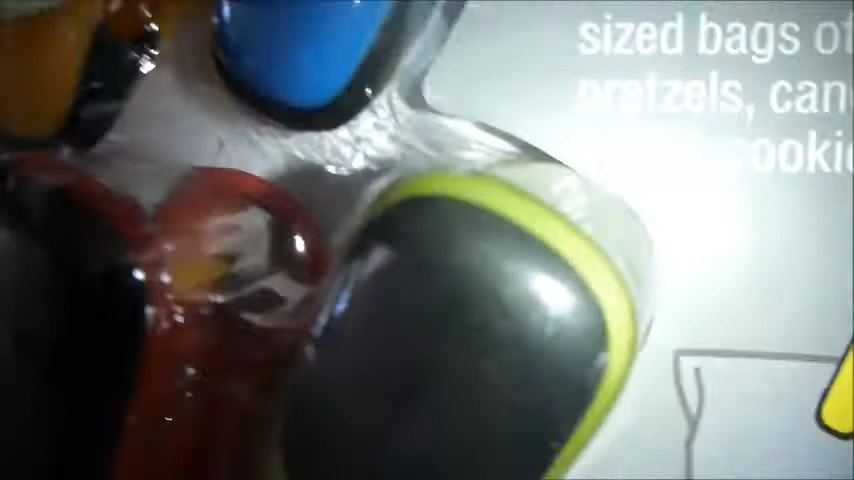 sized bags of
pretzels, can
cookie